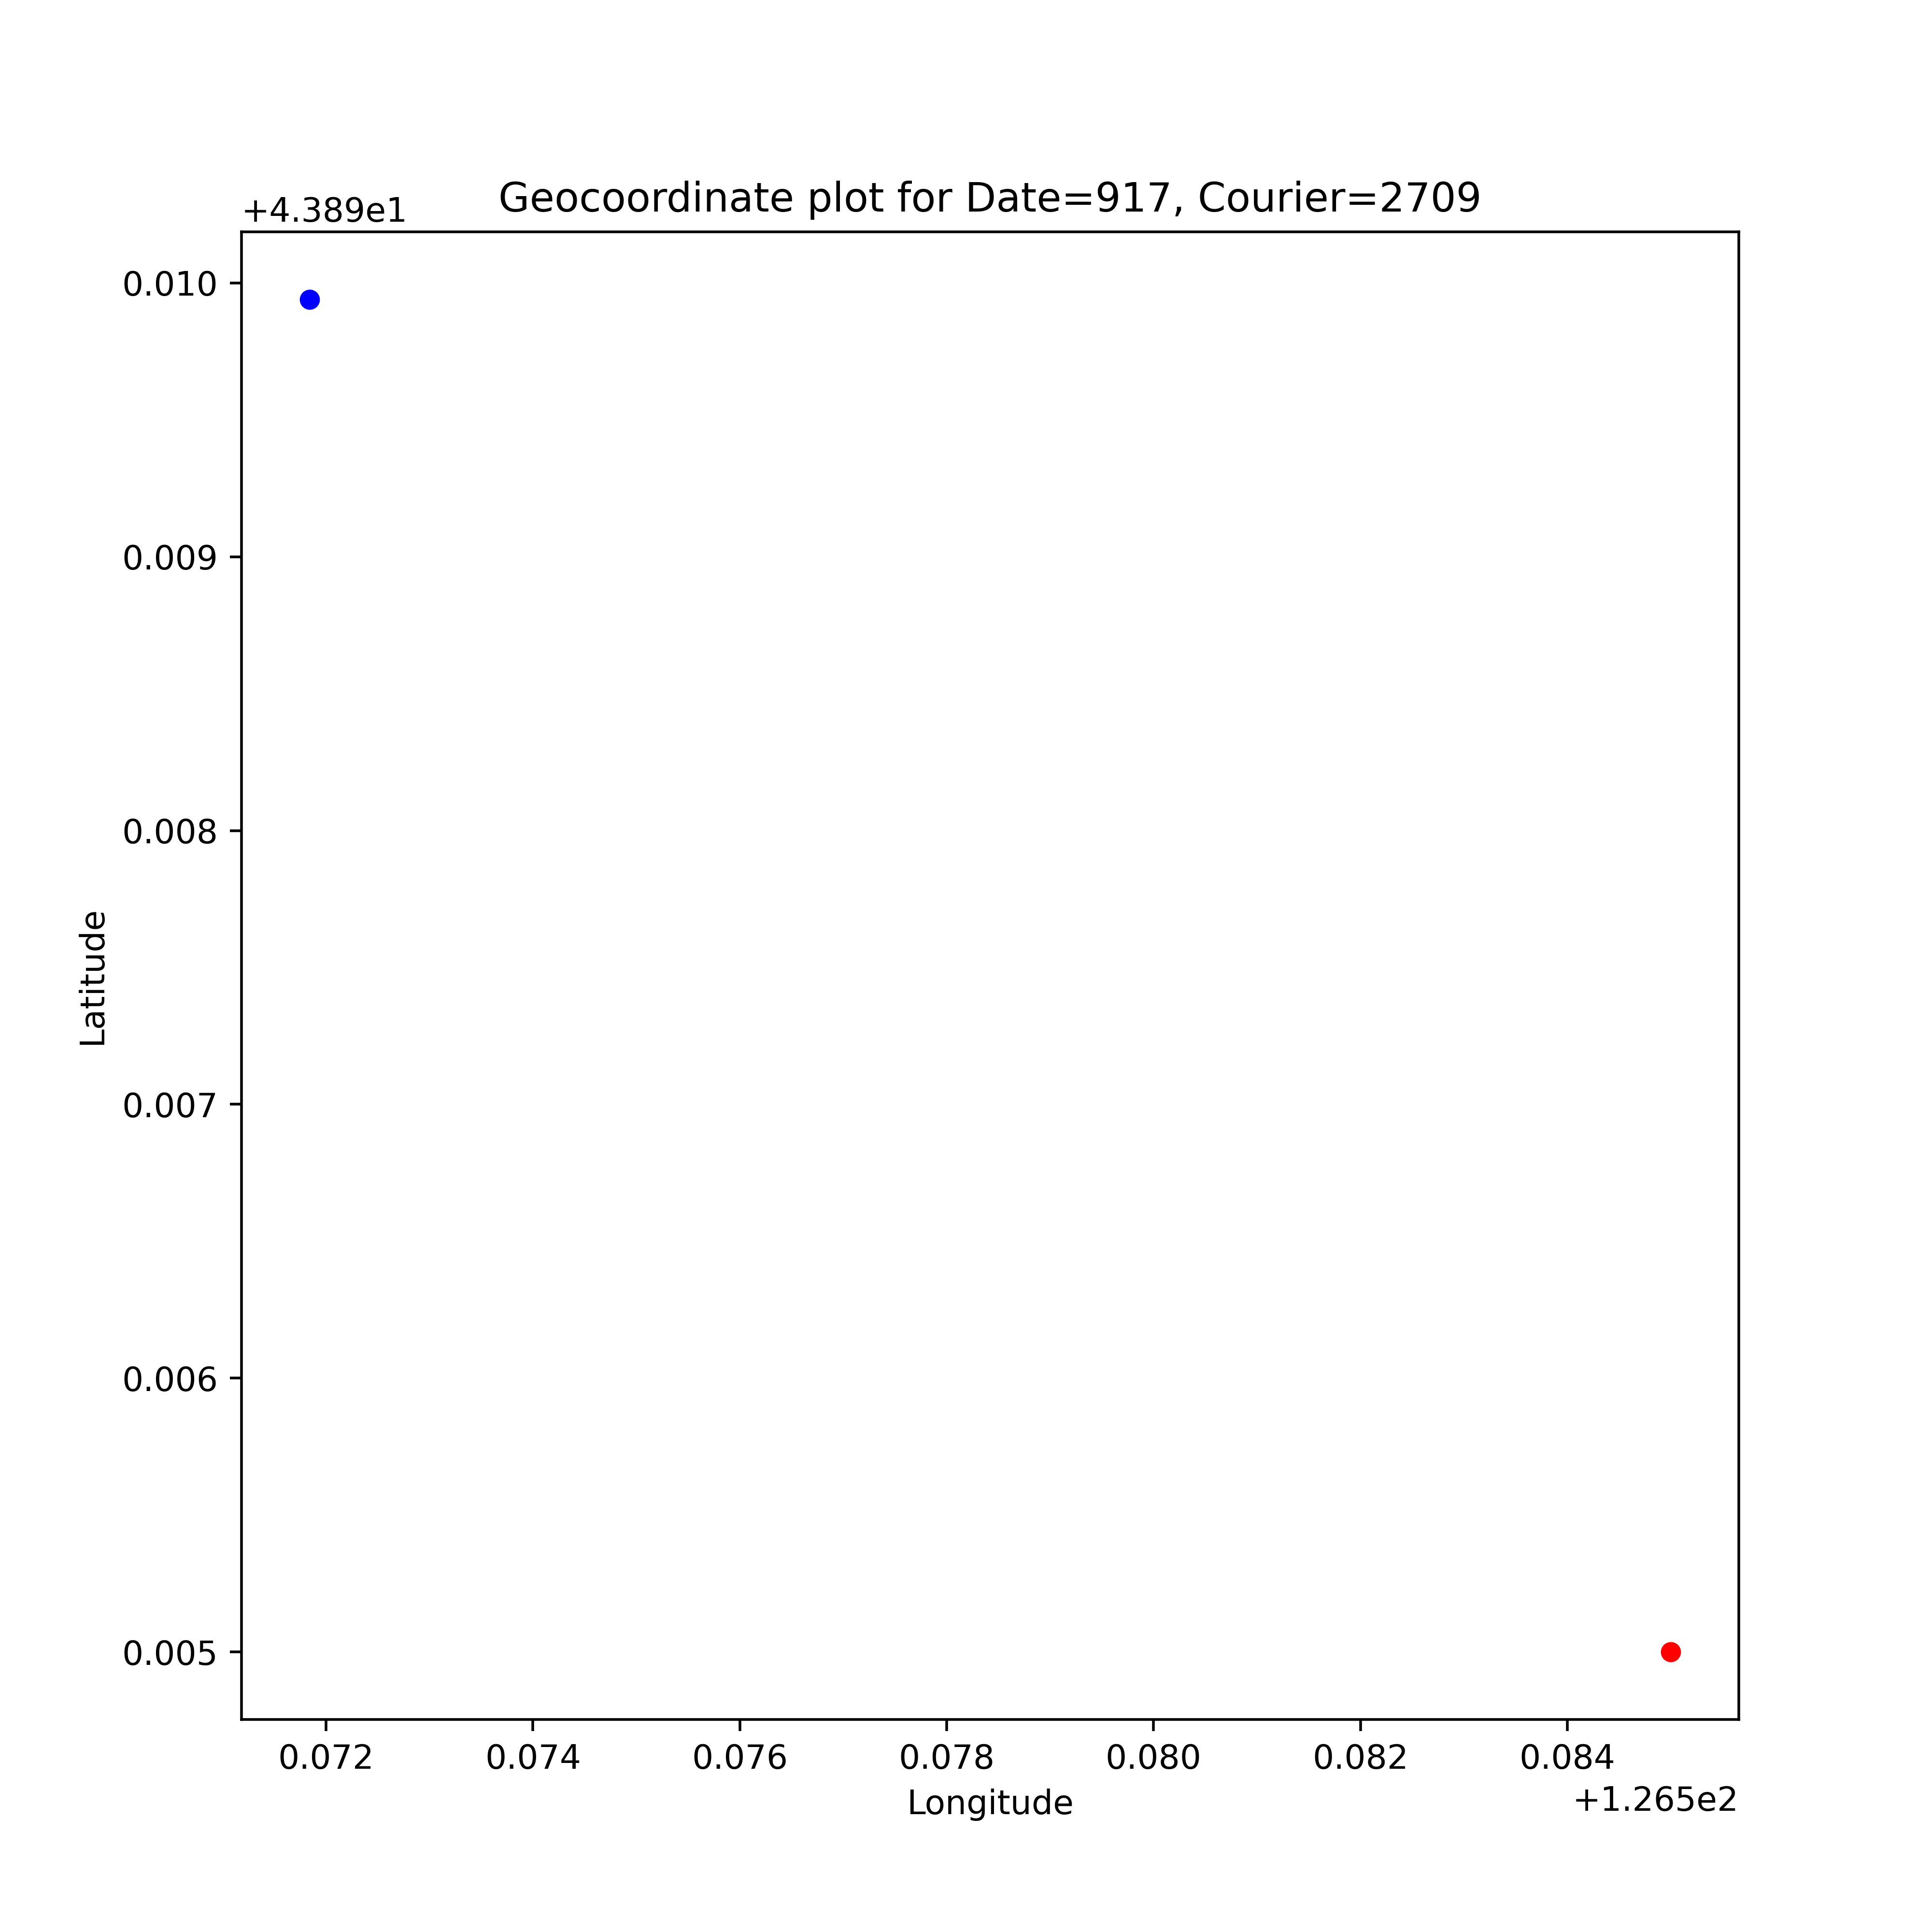 Geocoordinate plot for Date=917, Courier=2709
+4.389e1
0.010
0.009
0.008
0.007
0.006
0.005
Latitude
0.072 0.074 0.076 0.078 0.080 0.082 0.084
+1.265e2
Longitude